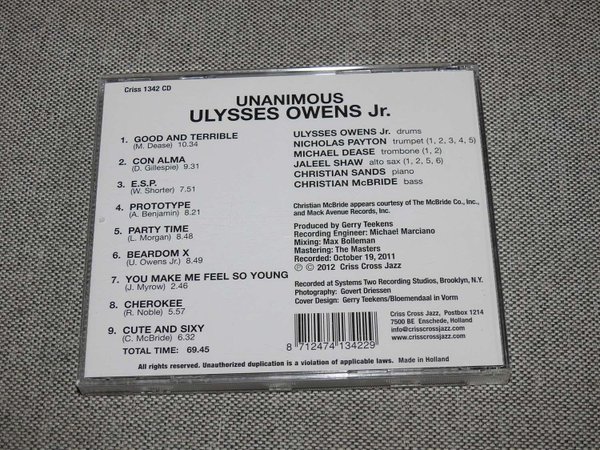 Criss 1342 CD
UNANIMOUS
ULYSSES OWENS Jr.
1. GOOD AND TERRIBLE
(M. Dease) 10.34
2. CON ALMA
(D. Gillespie) 9.31
3. E.S.P.
(W. Shorter) 7.51
4. PROTOTYPE
(A. Benjamin) 8.21
5. PARTY TIME
(L. Morgan) 8.48
6. BEARDOM X
(U. Owens Jr.) 8.49
7. YOU MAKE ME FEEL SO YOUNG
(J. Myrow) 2.46
8. CHEROKEE
(R. Noble) 5.57
9. CUTE AND SIXY
(C. McBride) 6.32
TOTAL TIME: 69.45
ULYSSES OWENS Jr. drums
NICHOLAS PAYTON trumpet (1, 2, 3, 4, 5)
MICHAEL DEASE trombone (1, 2)
JALEEL SHAW alto sax (1, 2, 5, 6)
CHRISTIAN SANDS piano
CHRISTIAN McBRIDE bass
Christian McBride appears courtesy of The McBride Co., Inc.,
and Mack Avenue Records, Inc.
Produced by Gerry Teekens
Recording Engineer: Michael Marciano
Mixing: Max Bolleman
Mastering: The Masters
Recorded: October 19, 2011
℗ © 2012 Criss Cross Jazz
Recorded at Systems Two Recording Studios, Brooklyn, N.Y.
Photography: Govert Driessen
Cover Design: Gerry Teekens/Bloemendaal in Vorm
8 712474 134229
Criss Cross Jazz, Postbox 1214
7500 BE Enschede, Holland
info@crisscrossjazz.com
www.crisscrossjazz.com
All rights reserved. Unauthorized duplication is a violation of applicable laws. Made in Holland